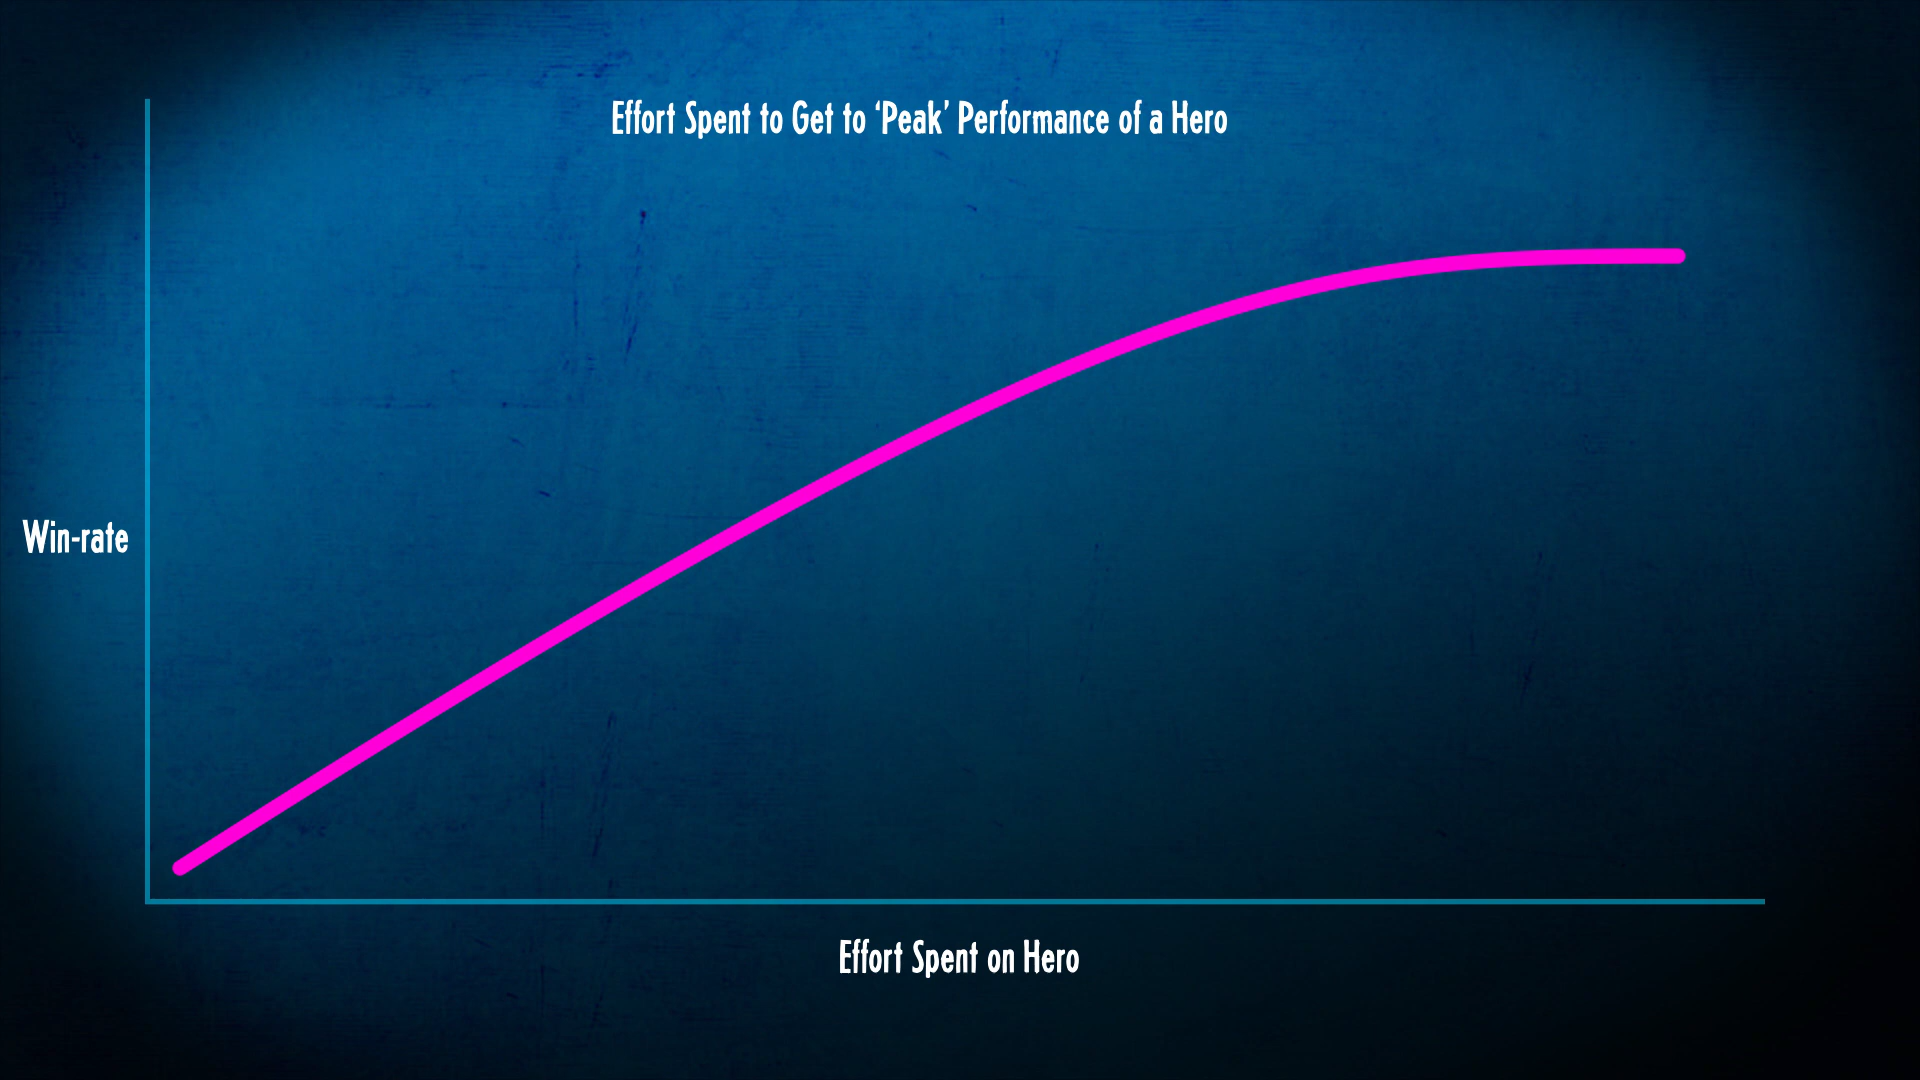 Effort Spent to Get to ‘Peak’ Performance of a Hero
Win-rate
Effort Spent on Hero